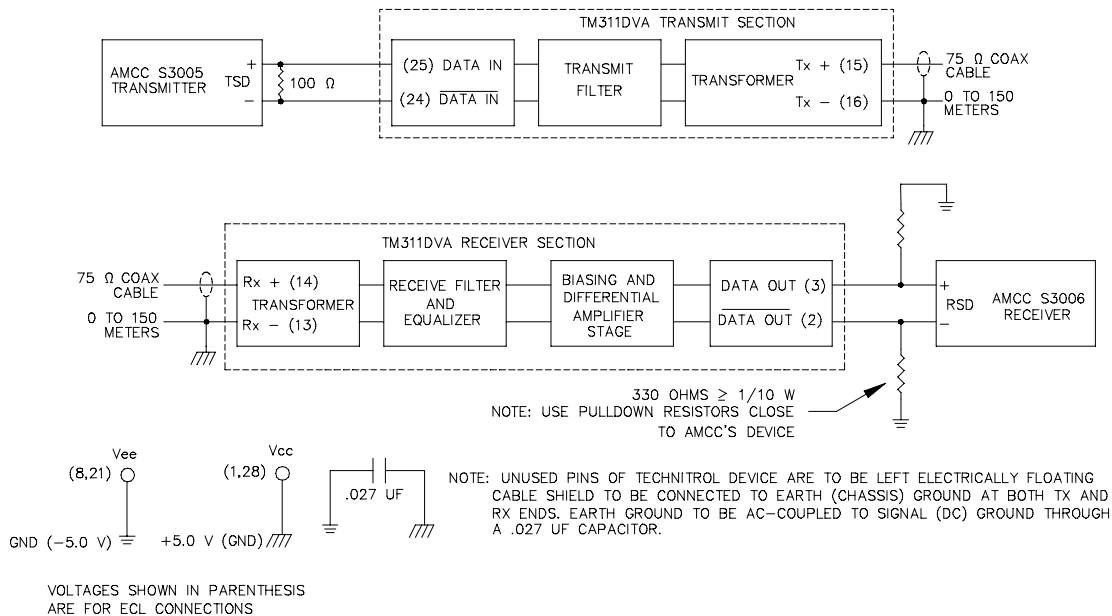 TM311DVA TRANSMIT SECTION
AMCC S3005
TRANSMITTER
TSD
+
−
100 Ω
(25) DATA IN
(24) DATA IN
TRANSMIT
FILTER
TRANSFORMER
Tx + (15)
Tx − (16)
75 Ω COAX
CABLE
0 TO 150
METERS
TM311DVA RECEIVER SECTION
75 Ω COAX
CABLE
0 TO 150
METERS
Rx + (14)
TRANSFORMER
Rx − (13)
RECEIVE FILTER
AND
EQUALIZER
BIASING AND
DIFFERENTIAL
AMPLIFIER
STAGE
DATA OUT (3)
DATA OUT (2)
+
RSD
−
AMCC S3006
RECEIVER
330 OHMS ≥ 1/10 W
NOTE: USE PULLDOWN RESISTORS CLOSE
TO AMCC'S DEVICE
Vee
(8,21)
GND (−5.0 V)
Vcc
(1,28)
+5.0 V (GND)
.027 UF
NOTE: UNUSED PINS OF TECHNITROL DEVICE ARE TO BE LEFT ELECTRICALLY FLOATING
CABLE SHIELD TO BE CONNECTED TO EARTH (CHASSIS) GROUND AT BOTH TX AND
RX ENDS. EARTH GROUND TO BE AC−COUPLED TO SIGNAL (DC) GROUND THROUGH
A .027 UF CAPACITOR.
VOLTAGES SHOWN IN PARENTHESIS
ARE FOR ECL CONNECTIONS